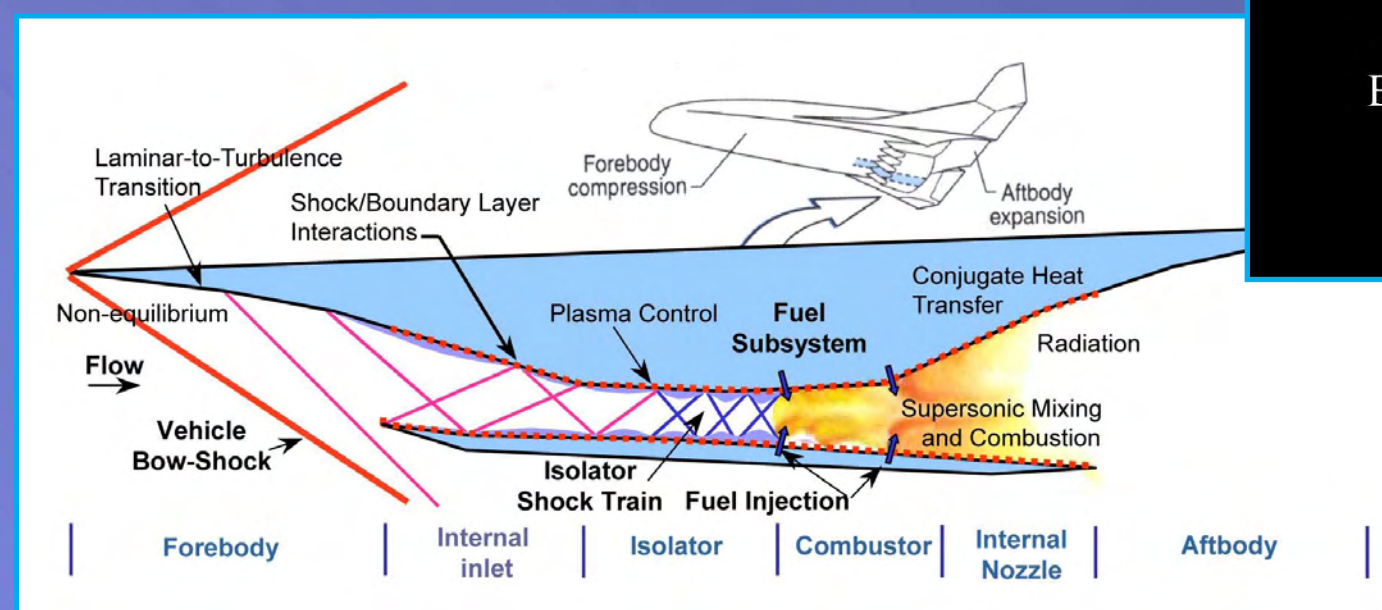 Laminar-to-Turbulence
Transition
Shock/Boundary Layer
Interactions
Forebody
compression
Aftbody
expansion
Non-equilibrium
Flow
Vehicle
Bow-Shock
Plasma Control
Fuel
Subsystem
Conjugate Heat
Transfer
Radiation
Supersonic Mixing
and Combustion
Isolator
Shock Train
Fuel Injection
Forebody
Internal
inlet
Isolator
Combustor
Internal
Nozzle
Aftbody